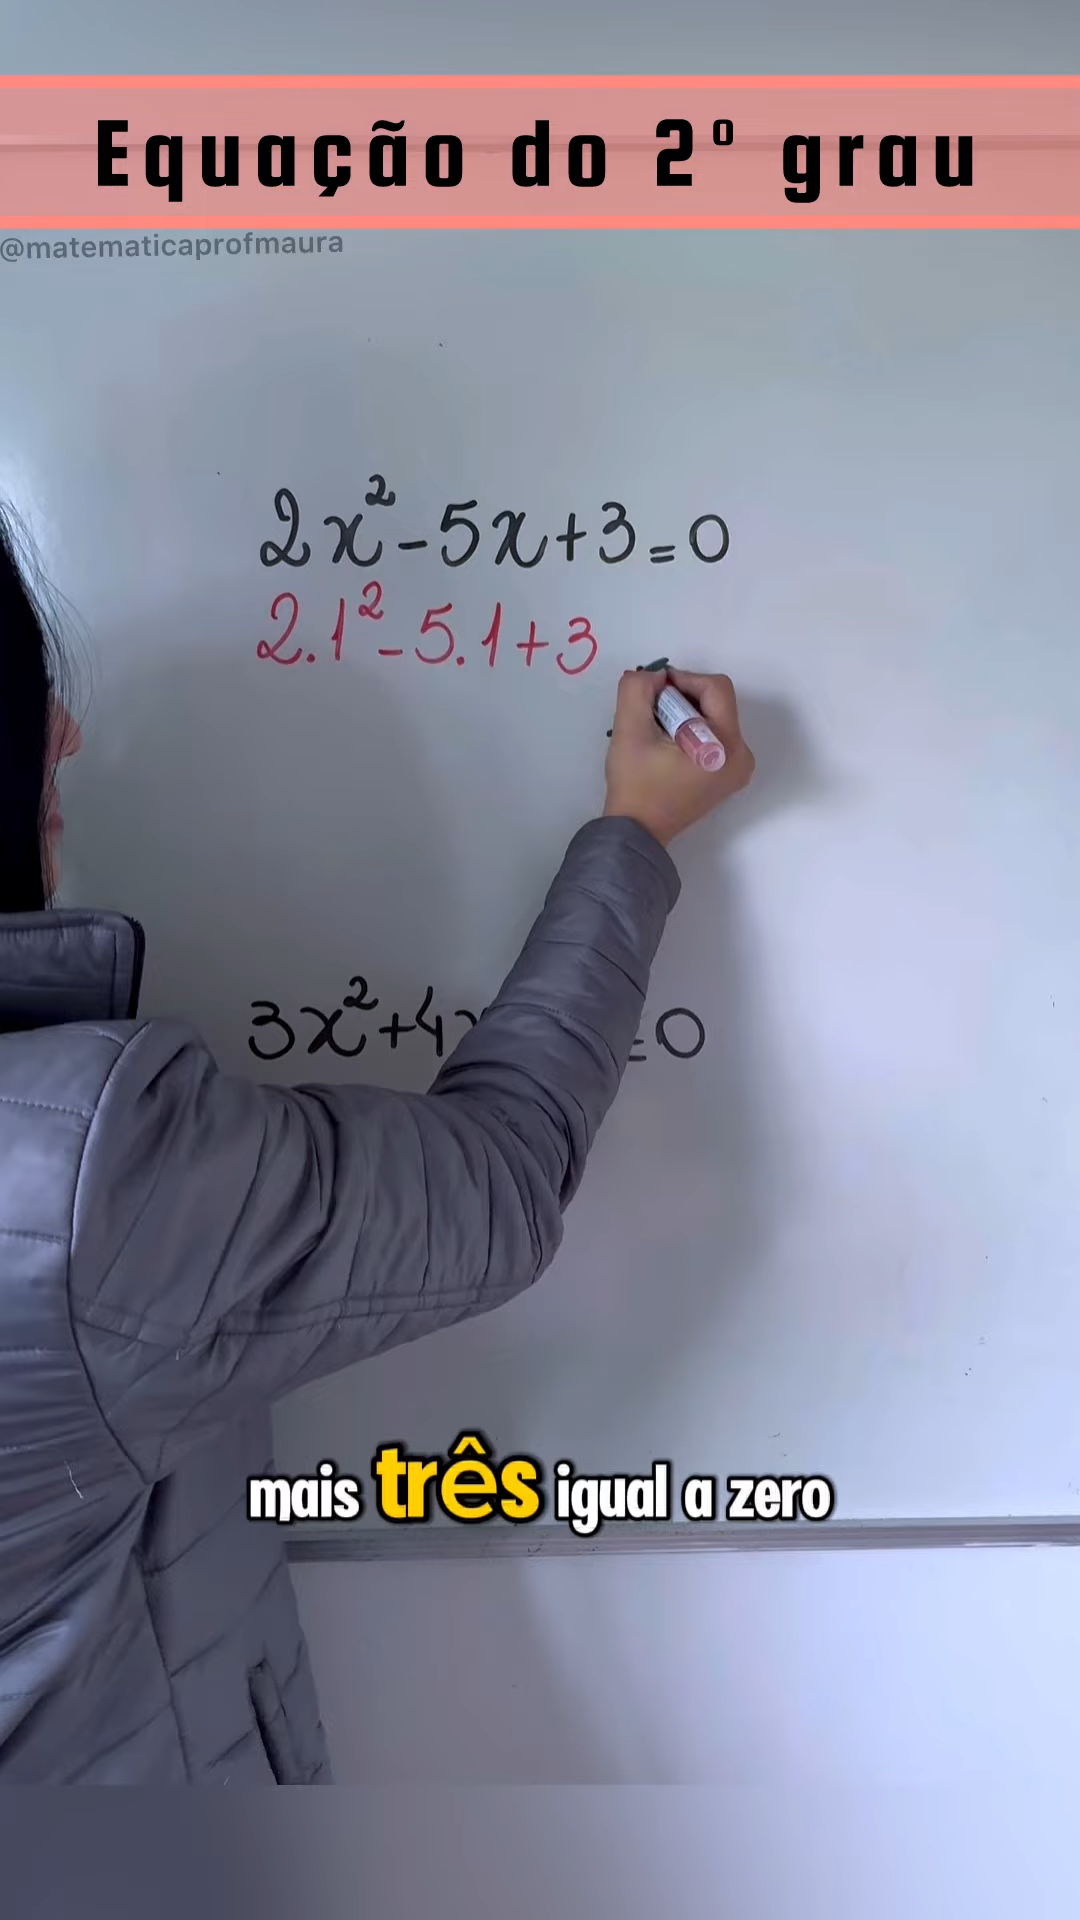 Equação do 2º grau
@matematicaprofmaura
2x²-5x+3=0
2.1²-5.1+3
3x²+4 =0
mais três igual a zero